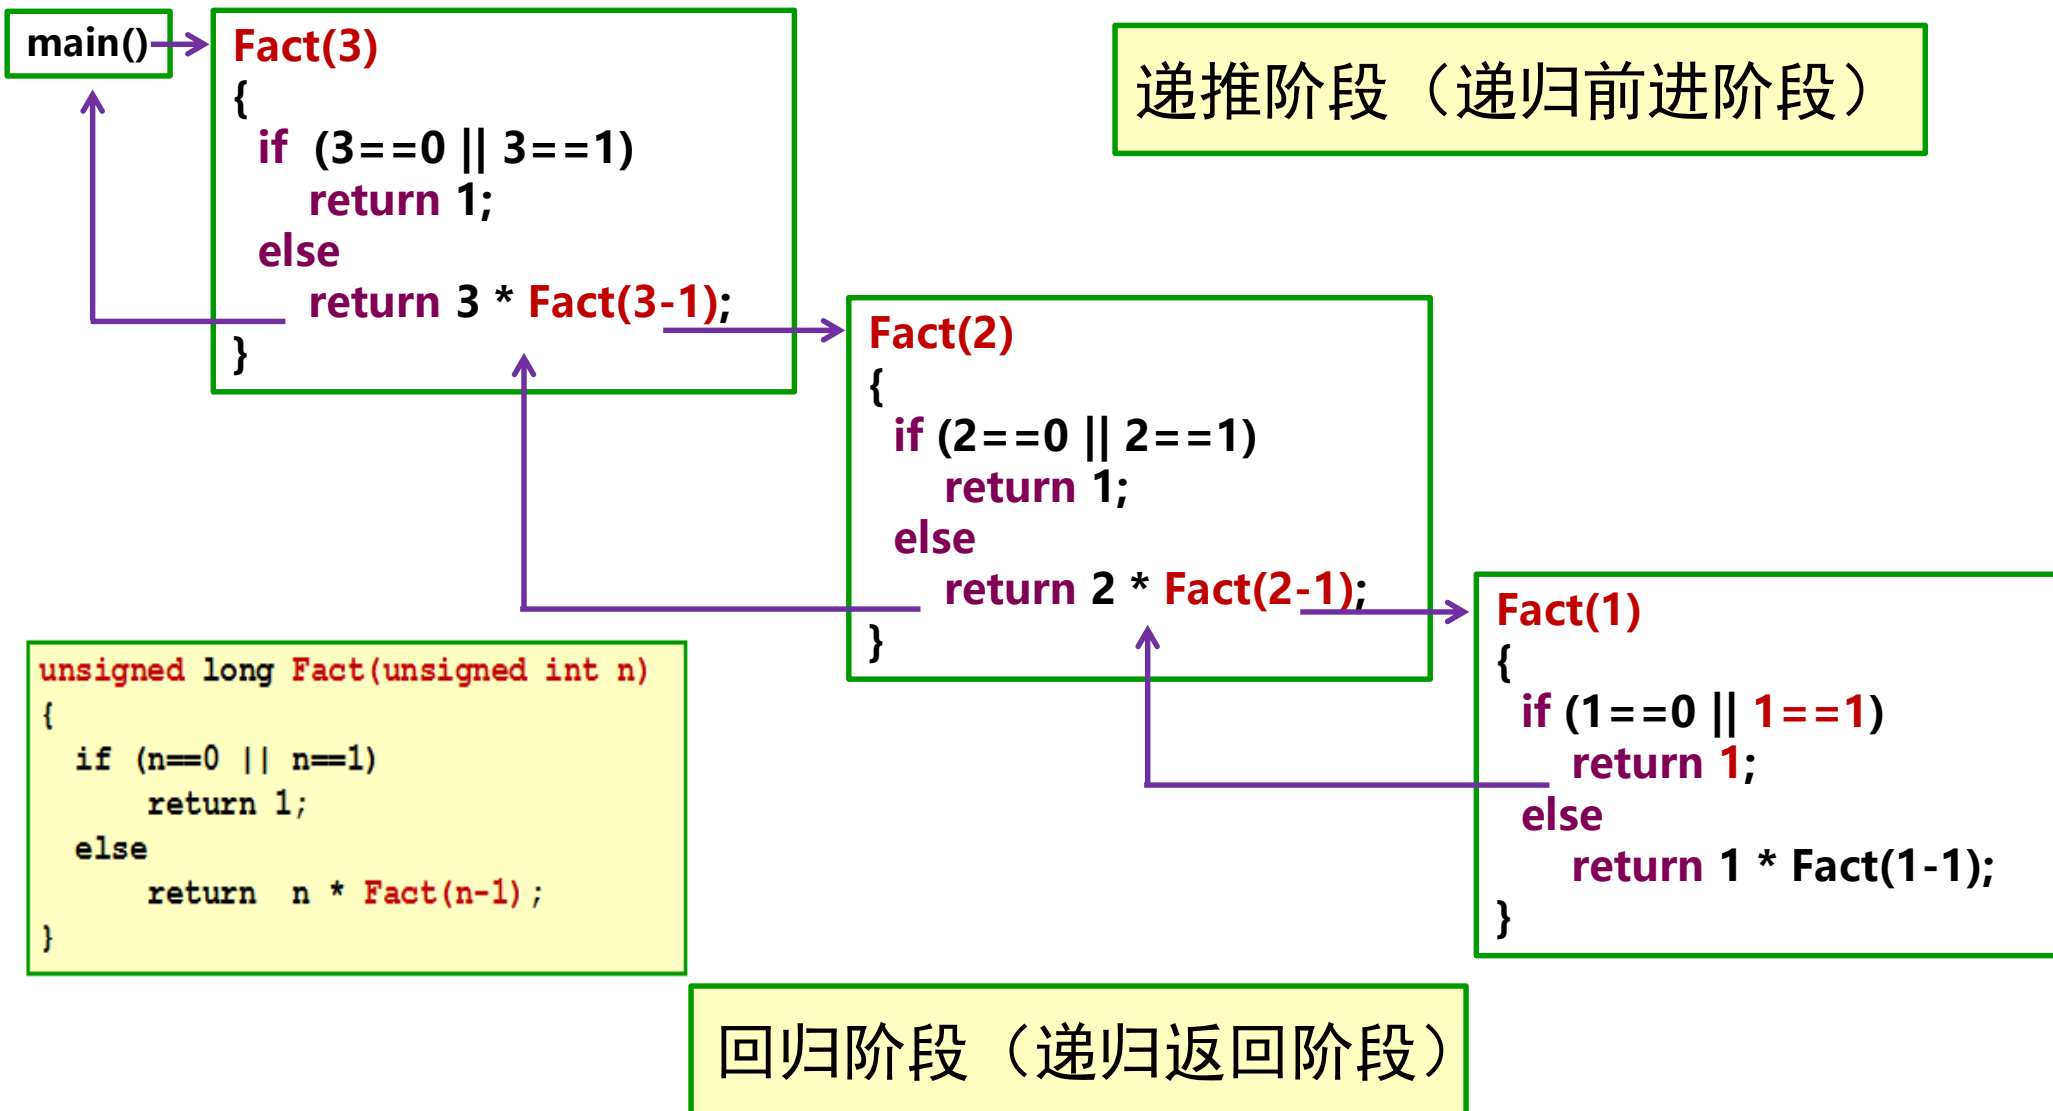 main()
Fact(3)
{
if (3==0 || 3==1)
return 1;
else
return 3 * Fact(3-1);
}
递推阶段（递归前进阶段）
Fact(2)
{
if (2==0 || 2==1)
return 1;
else
return 2 * Fact(2-1);
}
Fact(1)
{
if (1==0 || 1==1)
return 1;
else
return 1 * Fact(1-1);
}
unsigned long Fact(unsigned int n)
{
if (n==0 || n==1)
return 1;
else
return n * Fact(n-1);
}
回归阶段（递归返回阶段）